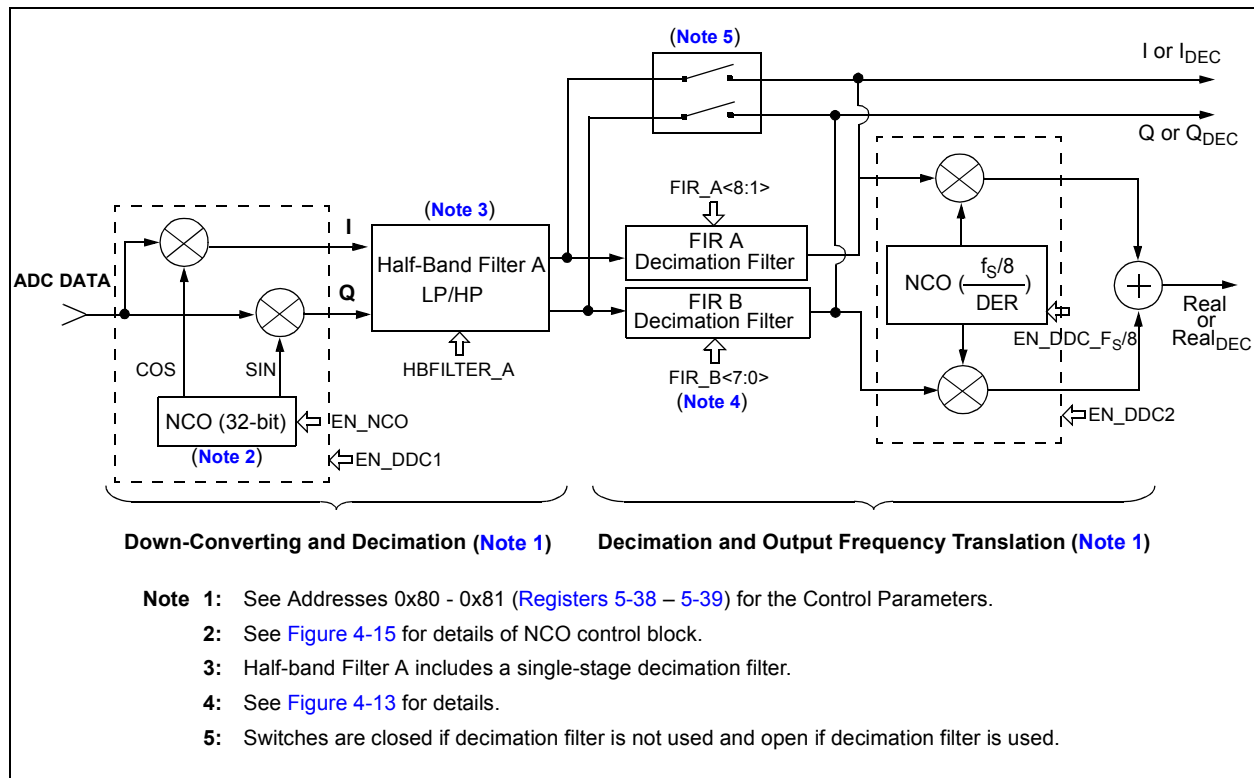 (Note 5)
I or IDEC
Q or QDEC
FIR_A<8:1>
(Note 3)
I
FIR A
Decimation Filter
Half-Band Filter A
LP/HP
ADC DATA
Q
FIR B
Decimation Filter
NCO (fS/8 / DER)
Real
or
RealDEC
EN_DDC_FS/8
COS
SIN
HBFILTER_A
FIR_B<7:0>
(Note 4)
NCO (32-bit)
EN_NCO
(Note 2)
EN_DDC1
EN_DDC2
Down-Converting and Decimation (Note 1)
Decimation and Output Frequency Translation (Note 1)
Note 1: See Addresses 0x80 - 0x81 (Registers 5-38 – 5-39) for the Control Parameters.
2: See Figure 4-15 for details of NCO control block.
3: Half-band Filter A includes a single-stage decimation filter.
4: See Figure 4-13 for details.
5: Switches are closed if decimation filter is not used and open if decimation filter is used.